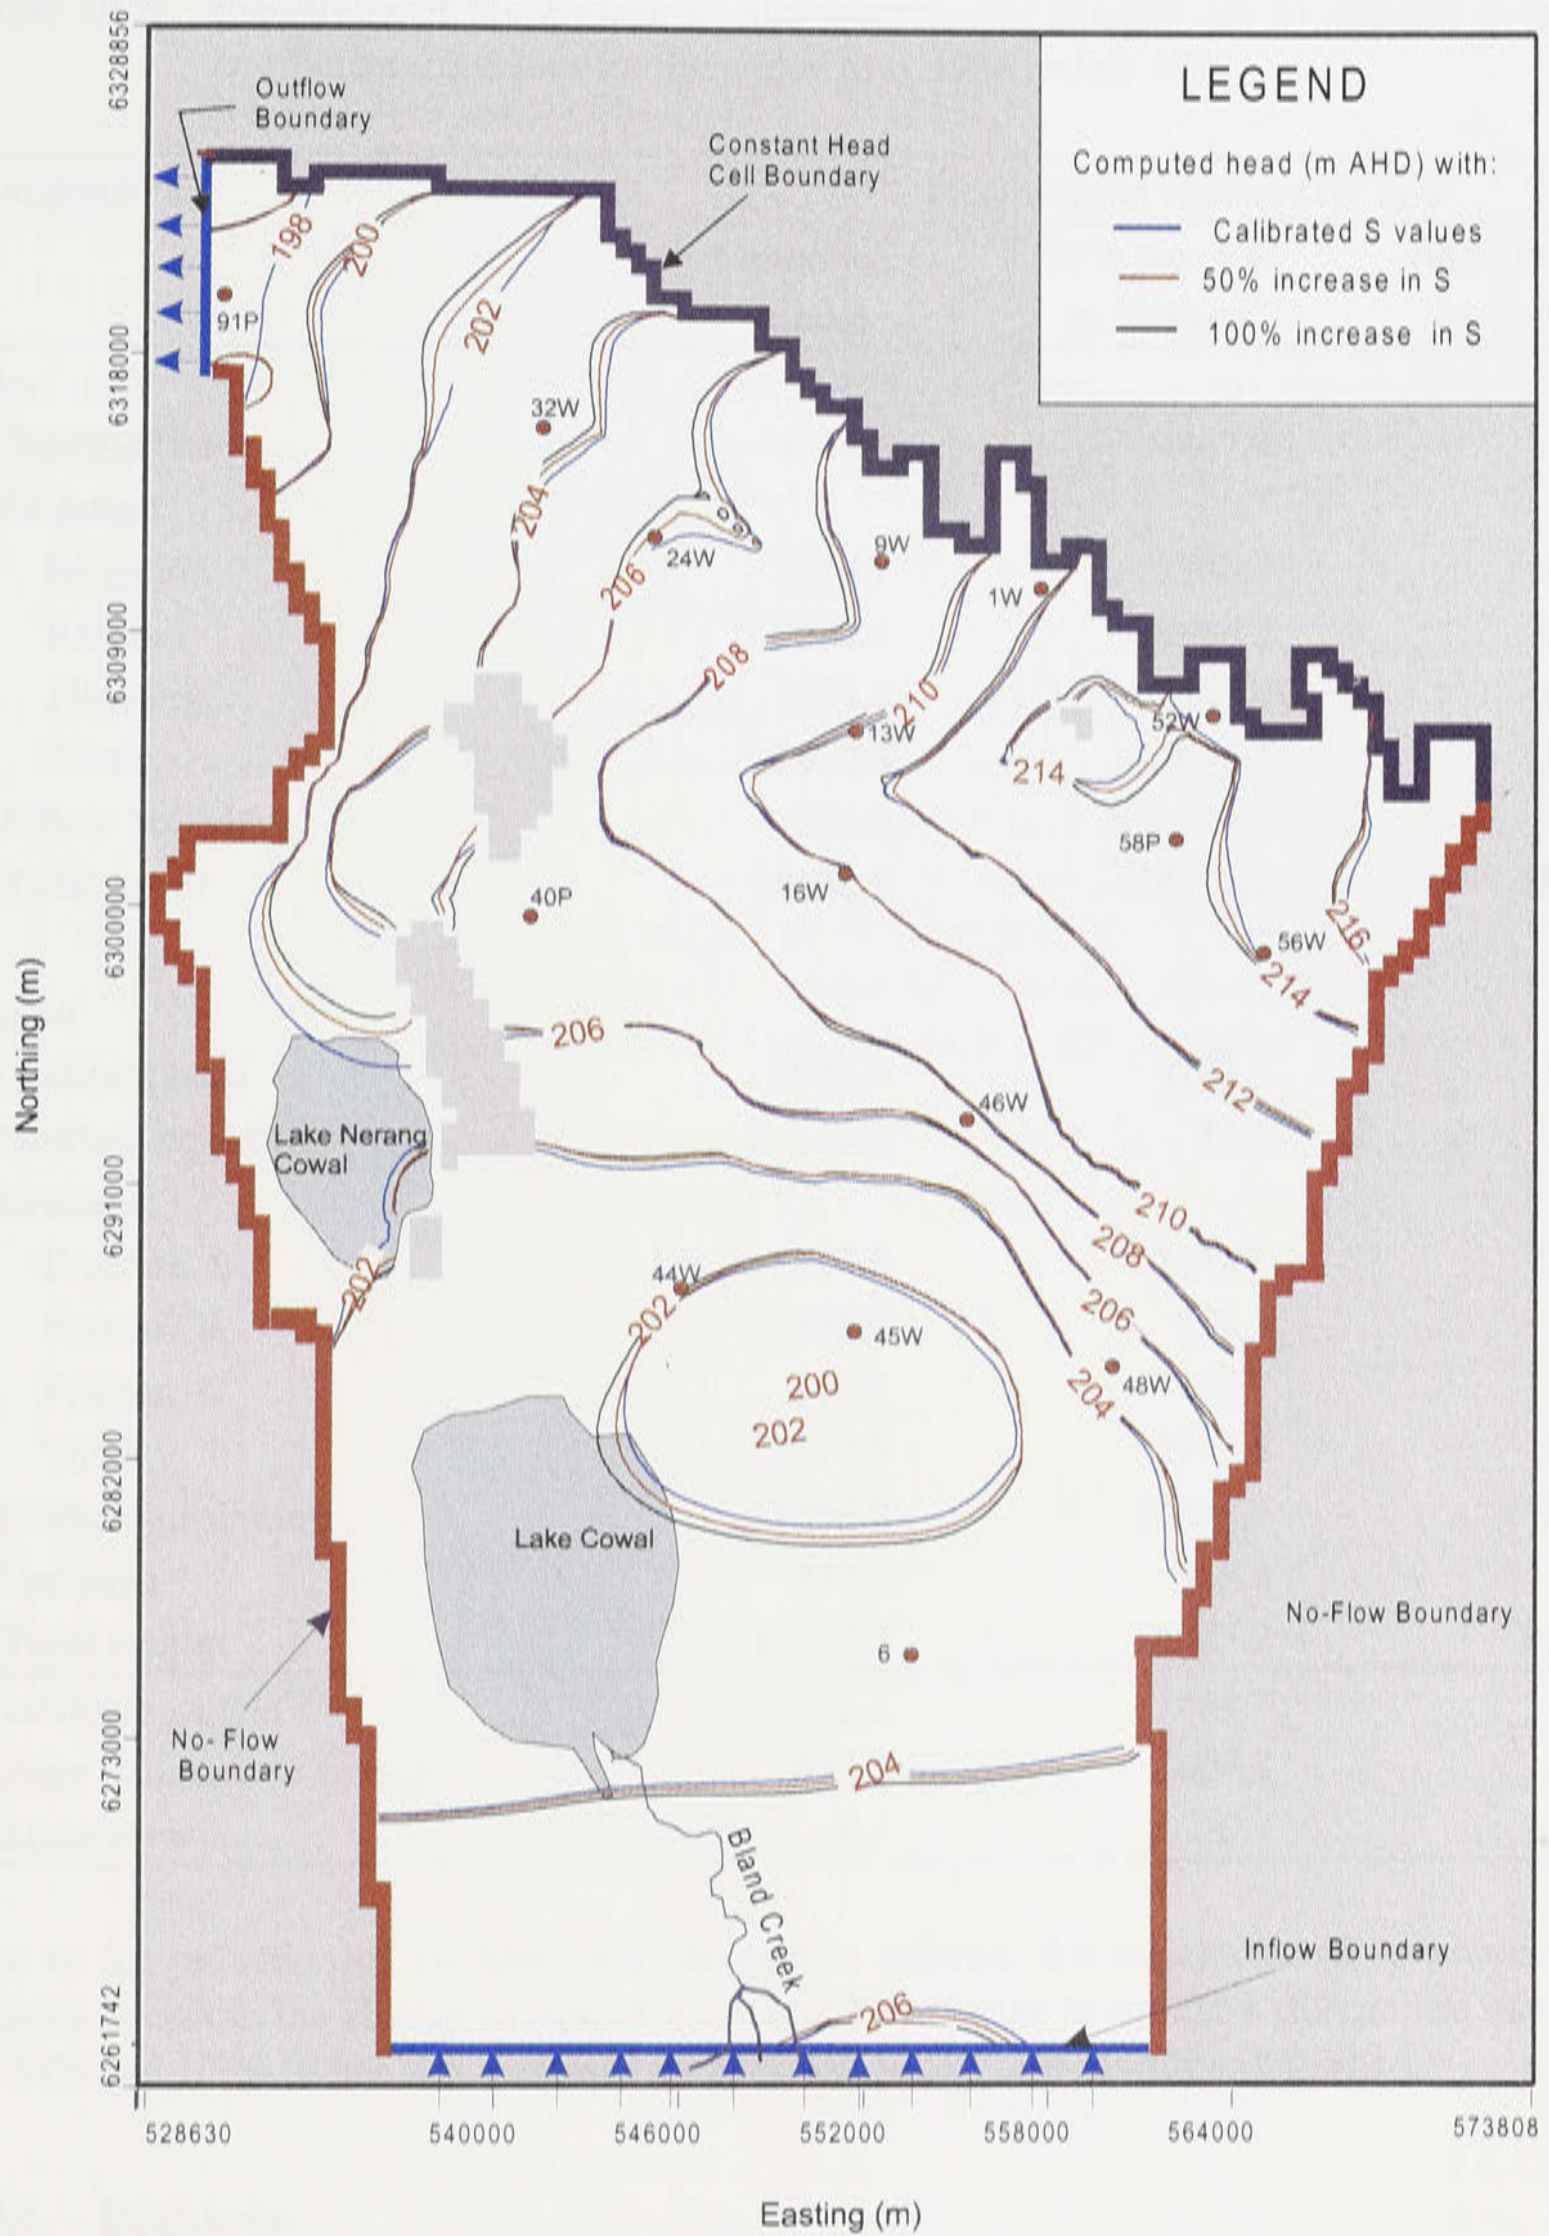 LEGEND
Computed head (m AHD) with:
Calibrated S values
50% increase in S
100% increase in S
Outflow
Boundary
Constant Head
Cell Boundary
198
200
202
91P
32W
204
24W
206
9W
1W
208
210
13W
52W
214
58P
16W
40P
56W
216
214
206
212
46W
Lake Nerang
Cowal
210
208
202
44W
202
206
45W
200
204
48W
202
Lake Cowal
No-Flow Boundary
6
No- Flow
Boundary
204
Bland Creek
Inflow Boundary
206
6328856
6318000
6309000
6300000
6291000
6282000
6273000
6261742
Northing (m)
528630
540000
546000
552000
558000
564000
573808
Easting (m)